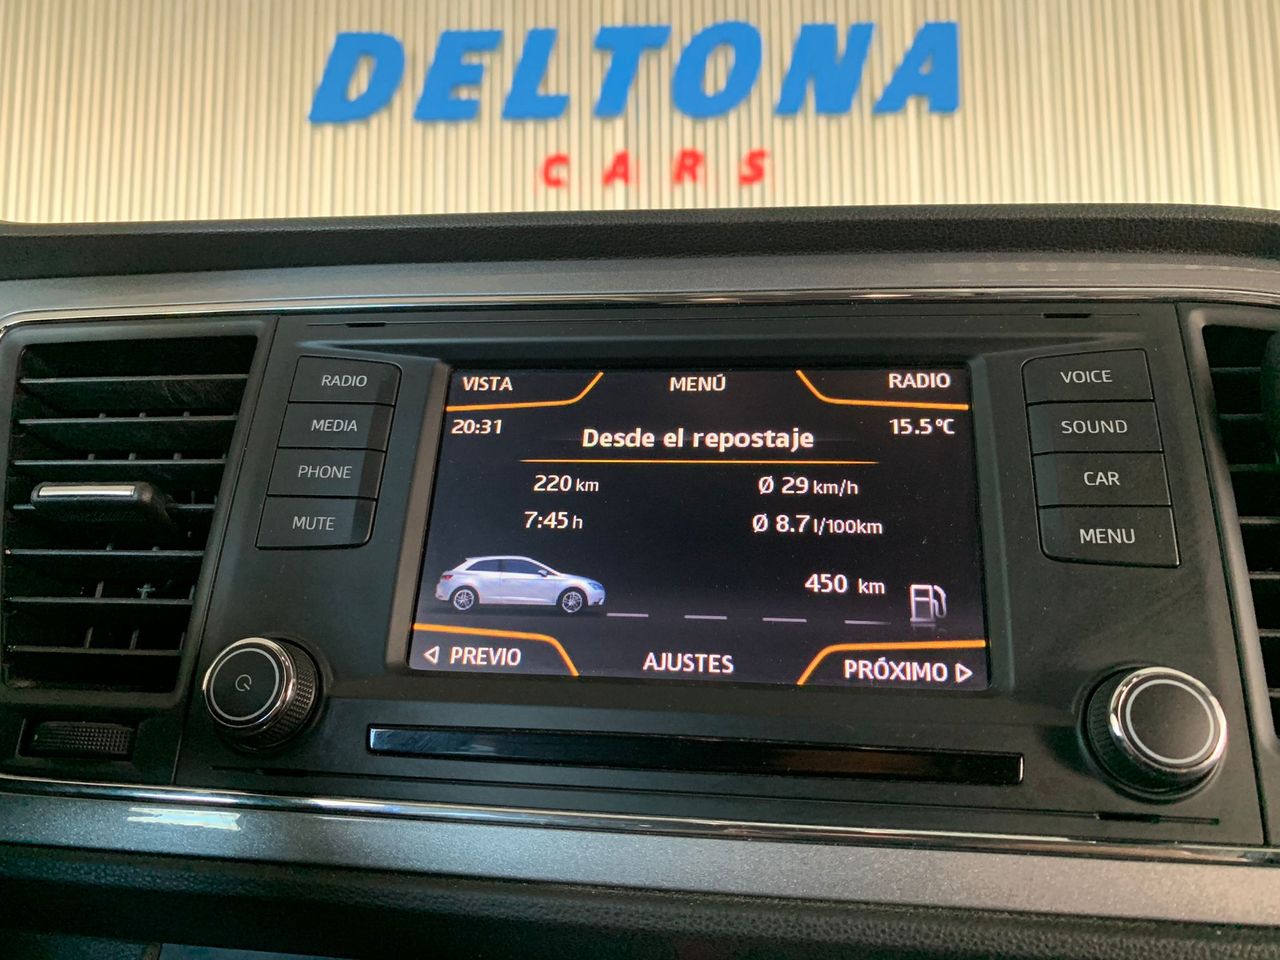 DELTONA
CARS
RADIO
MEDIA
PHONE
MUTE
VISTA MENÚ RADIO
20:31 15.5°C
Desde el repostaje
220 km Ø 29 km/h
7:45 h Ø 8.7 l/100km
450 km
PREVIO AJUSTES PRÓXIMO
VOICE
SOUND
CAR
MENU